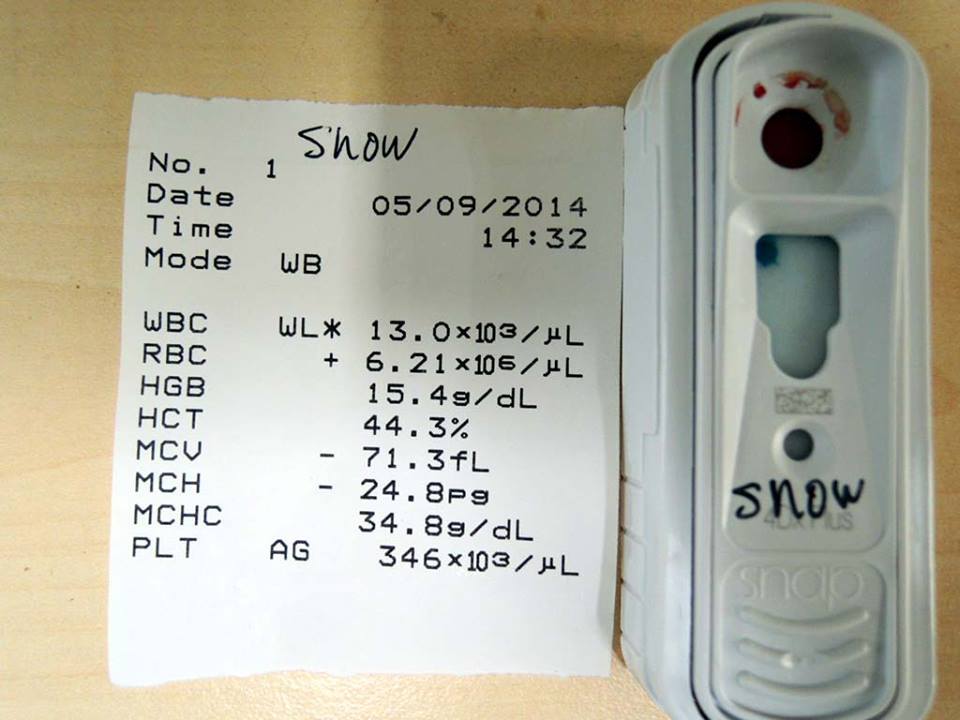 Snow
No. 1
Date 05/09/2014
Time 14:32
Mode WB
WBC WL* 13.0×10³/μL
RBC + 6.21×10⁶/μL
HGB 15.4g/dL
HCT 44.3%
MCV - 71.3fL
MCH - 24.8pg
MCHC 34.8g/dL
PLT AG 346×10³/μL
snow
4Dx Plus
snap